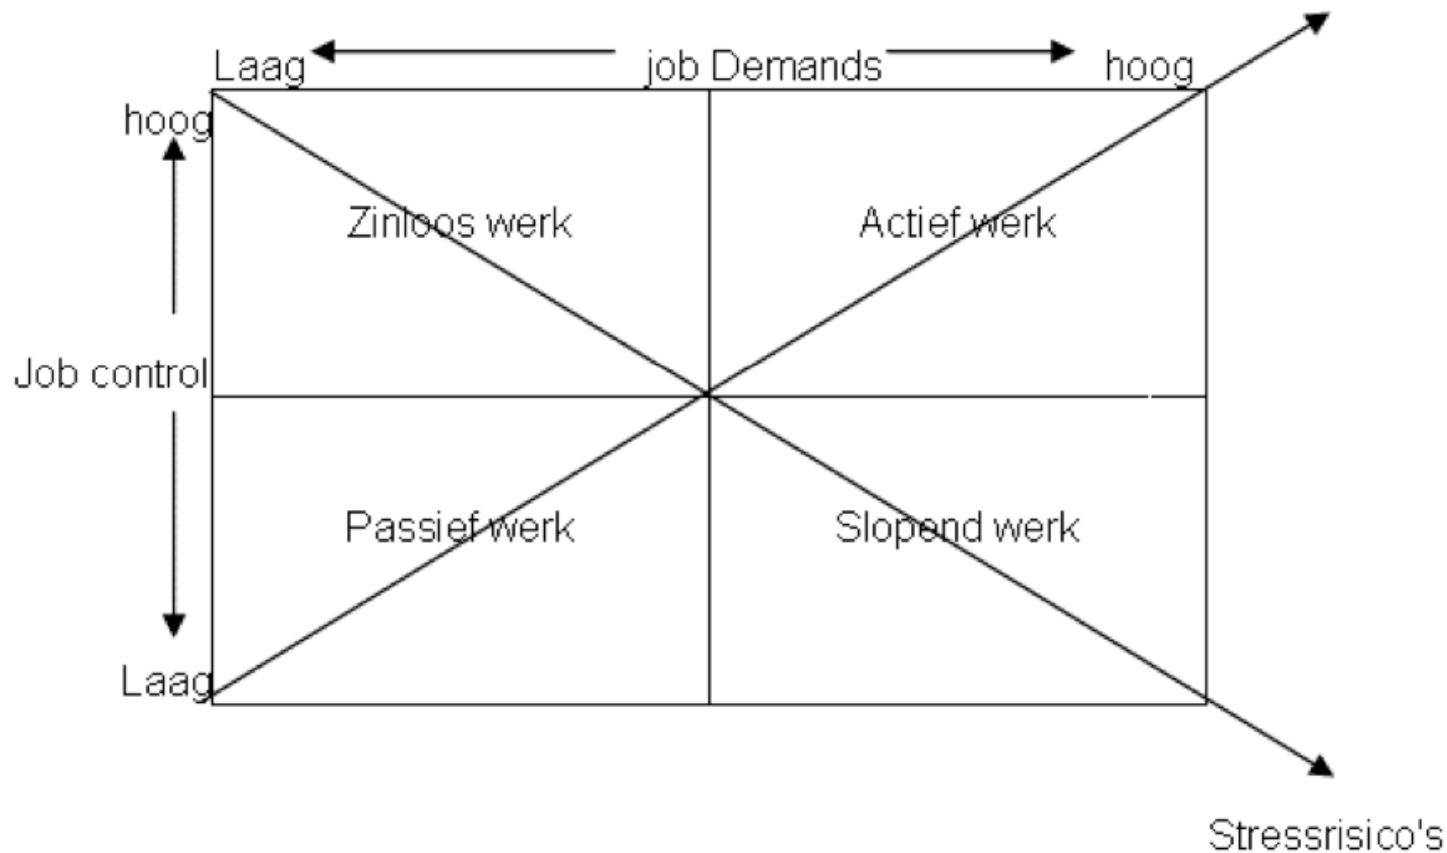 Laag job Demands hoog
hoog
Zinloos werk Actief werk
Job control
Passief werk Slopend werk
Laag
Stressrisico's